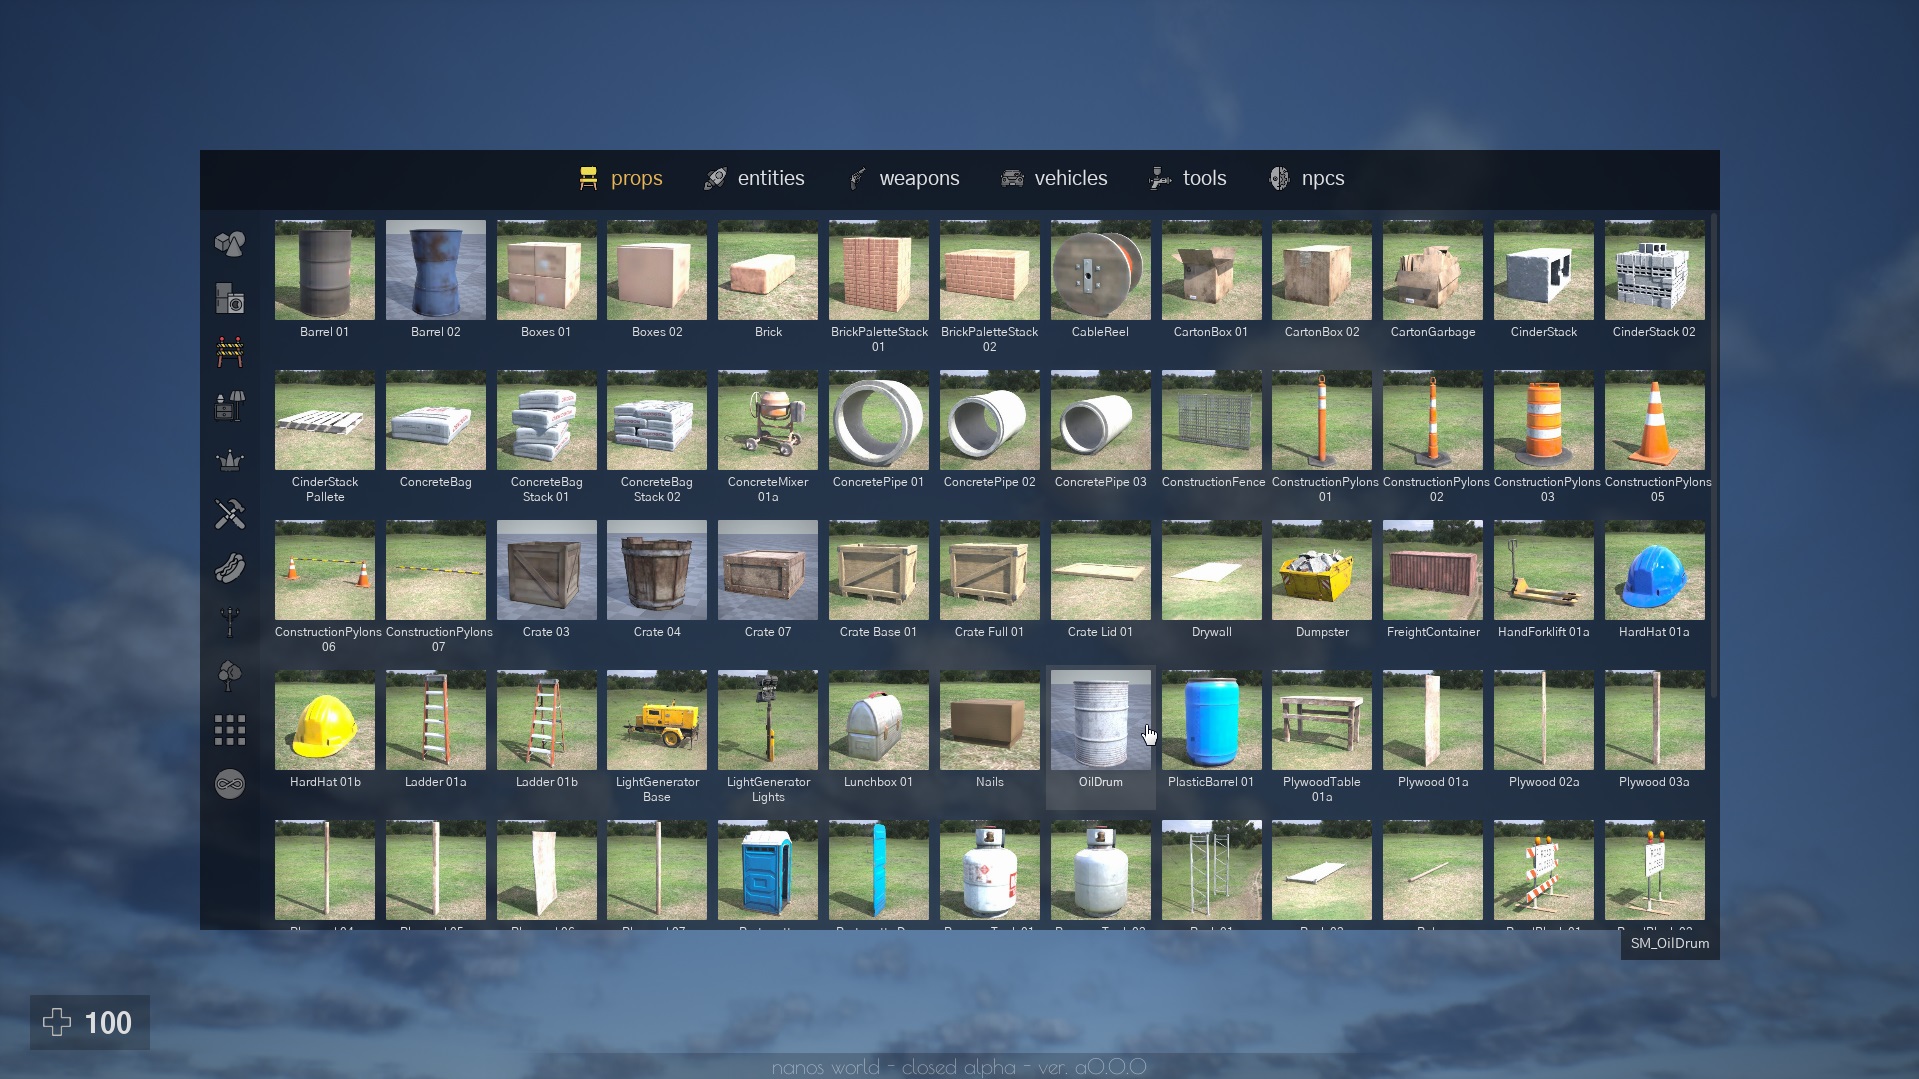 props entities weapons vehicles tools npcs
Barrel 01 Barrel 02 Boxes 01 Boxes 02 Brick BrickPaletteStack BrickPaletteStack CableReel CartonBox 01 CartonBox 02 CartonGarbage CinderStack CinderStack 02
01 02
CinderStack ConcreteBag ConcreteBag ConcreteBag ConcreteMixer ConcretePipe 01 ConcretePipe 02 ConcretePipe 03 ConstructionFence ConstructionPylons ConstructionPylons ConstructionPylons ConstructionPylons
Pallete Stack 01 Stack 02 01a 01 02 03 05
ConstructionPylons ConstructionPylons Crate 03 Crate 04 Crate 07 Crate Base 01 Crate Full 01 Crate Lid 01 Drywall Dumpster FreightContainer HandForklift 01a HardHat 01a
06 07
HardHat 01b Ladder 01a Ladder 01b LightGenerator LightGenerator Lunchbox 01 Nails OilDrum PlasticBarrel 01 PlywoodTable Plywood 01a Plywood 02a Plywood 03a
Base Lights 01a
SM_OilDrum
100
nanos world - closed alpha - ver. a0.0.0